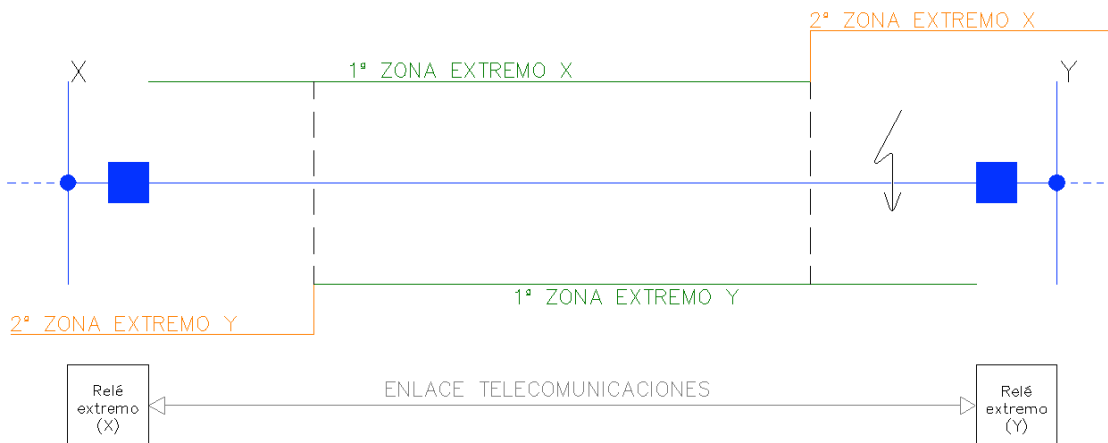 2ª ZONA EXTREMO X
X
1ª ZONA EXTREMO X
Y
1ª ZONA EXTREMO Y
2ª ZONA EXTREMO Y
Relé
extremo
(X)
ENLACE TELECOMUNICACIONES
Relé
extremo
(Y)